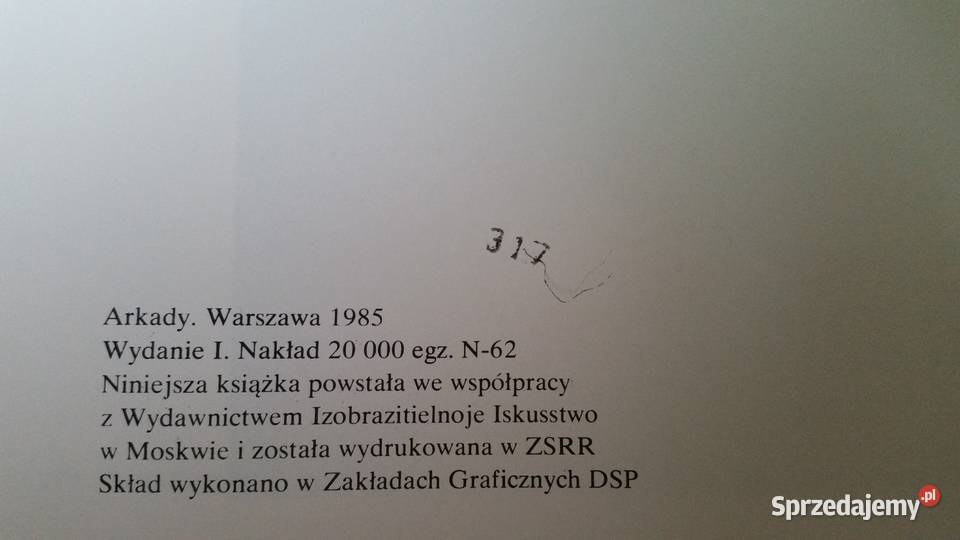 317
Arkady. Warszawa 1985
Wydanie I. Nakład 20 000 egz. N-62
Niniejsza książka powstała we współpracy
z Wydawnictwem Izobrazitielnoje Iskusstwo
w Moskwie i została wydrukowana w ZSRR
Skład wykonano w Zakładach Graficznych DSP
Sprzedajemy.pl